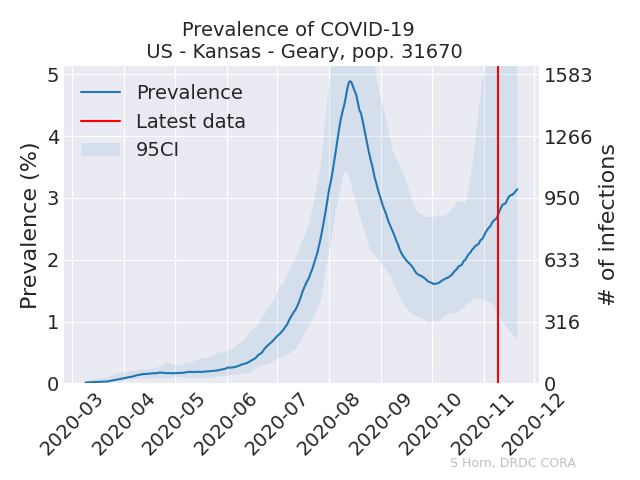 Prevalence of COVID-19
US - Kansas - Geary, pop. 31670
Prevalence (%)
5
4
3
2
1
0
Prevalence
Latest data
95CI
1583
1266
950
633
316
0
# of infections
2020-03
2020-04
2020-05
2020-06
2020-07
2020-08
2020-09
2020-10
2020-11
2020-12
S Horn, DRDC CORA